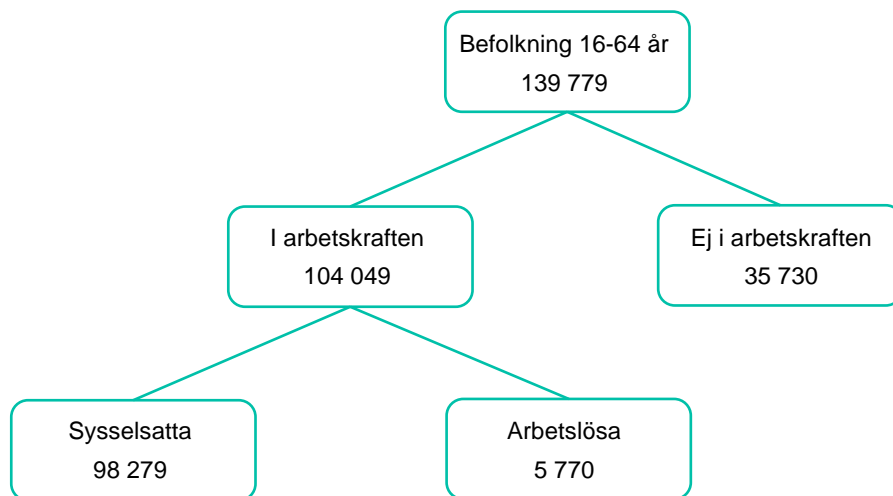 Befolkning 16-64 år
139 779
I arbetskraften
104 049
Ej i arbetskraften
35 730
Sysselsatta
98 279
Arbetslösa
5 770